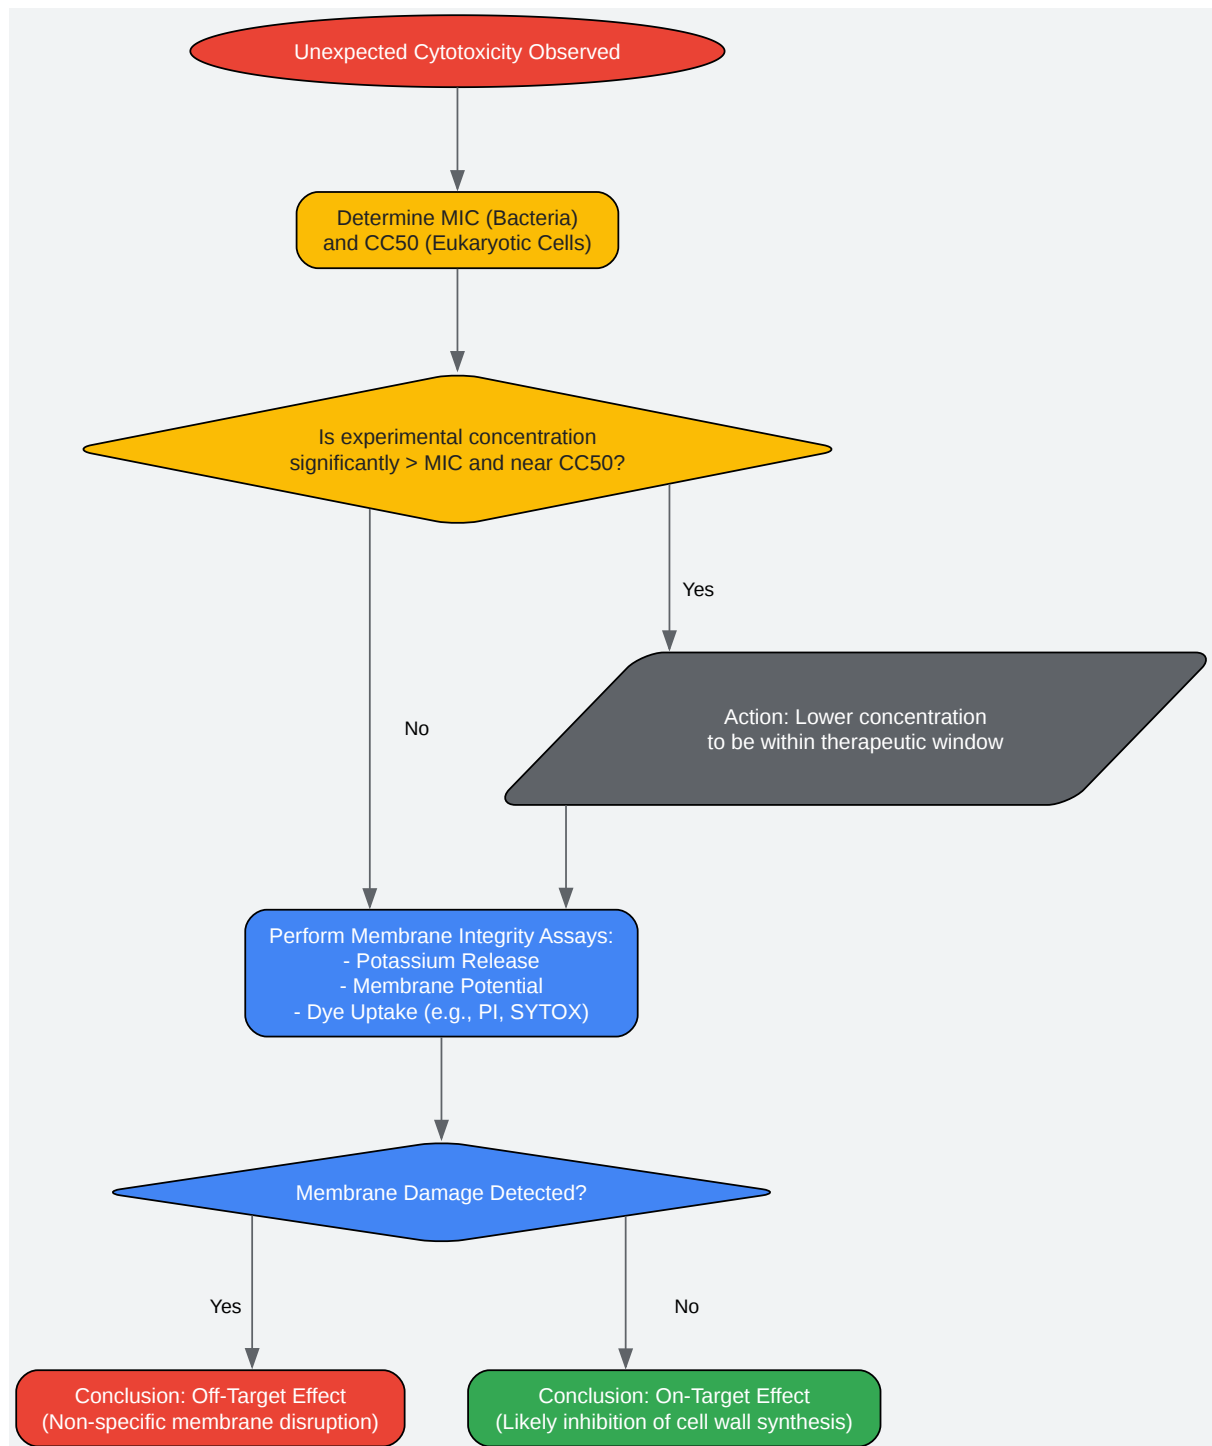 Unexpected Cytotoxicity Observed
Determine MIC (Bacteria)
and CC50 (Eukaryotic Cells)
Is experimental concentration
significantly > MIC and near CC50?
Yes
No
Action: Lower concentration
to be within therapeutic window
Perform Membrane Integrity Assays:
- Potassium Release
- Membrane Potential
- Dye Uptake (e.g., PI, SYTOX)
Membrane Damage Detected?
Yes
No
Conclusion: Off-Target Effect
(Non-specific membrane disruption)
Conclusion: On-Target Effect
(Likely inhibition of cell wall synthesis)